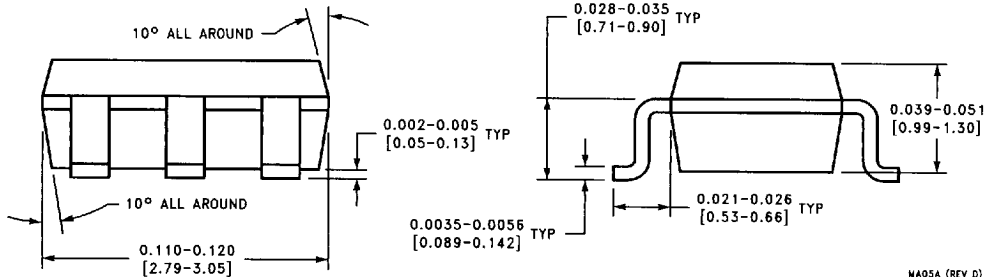 10° ALL AROUND
0.002-0.005 TYP
[0.05-0.13]
10° ALL AROUND
0.110-0.120
[2.79-3.05]
0.028-0.035 TYP
[0.71-0.90]
0.039-0.051
[0.99-1.30]
0.021-0.026 TYP
[0.53-0.66]
0.0035-0.0056 TYP
[0.089-0.142]
MA05A (REV D)